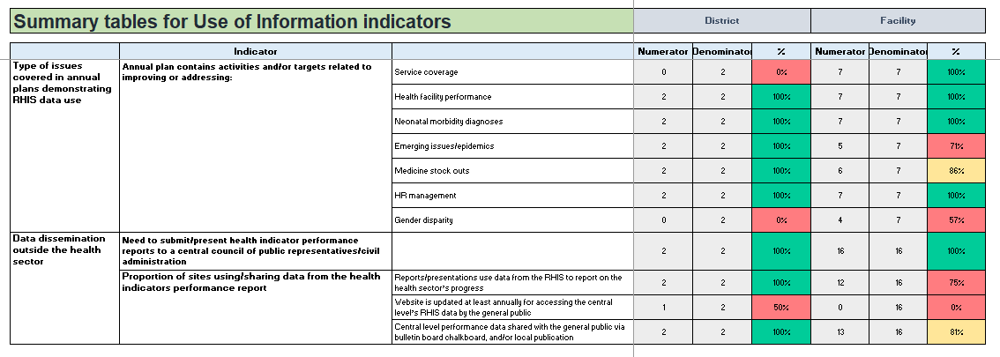 Summary tables for Use of Information indicators District Facility
Indicator Numerator Denominator % Numerator Denominator %
Type of issues
covered in annual
plans demonstrating
RHIS data use
Annual plan contains activities and/or targets related to
improving or addressing:
Service coverage 0 2 0% 7 7 100%
Health facility performance 2 2 100% 7 7 100%
Neonatal morbidity diagnoses 2 2 100% 7 7 100%
Emerging issues/epidemics 2 2 100% 5 7 71%
Medicine stock outs 2 2 100% 6 7 86%
HR management 2 2 100% 7 7 100%
Gender disparity 0 2 0% 4 7 57%
Data dissemination
outside the health
sector
Need to submit/present health indicator performance
reports to a central council of public representatives/civil
administration
2 2 100% 16 16 100%
Proportion of sites using/sharing data from the health
indicators performance report
Reports/presentations use data from the RHIS to report on the
health sector's progress
2 2 100% 12 16 75%
Website is updated at least annually for accessing the central
level's RHIS data by the general public
1 2 50% 0 16 0%
Central level performance data shared with the general public via
bulletin board chalkboard, and/or local publication
2 2 100% 13 16 81%